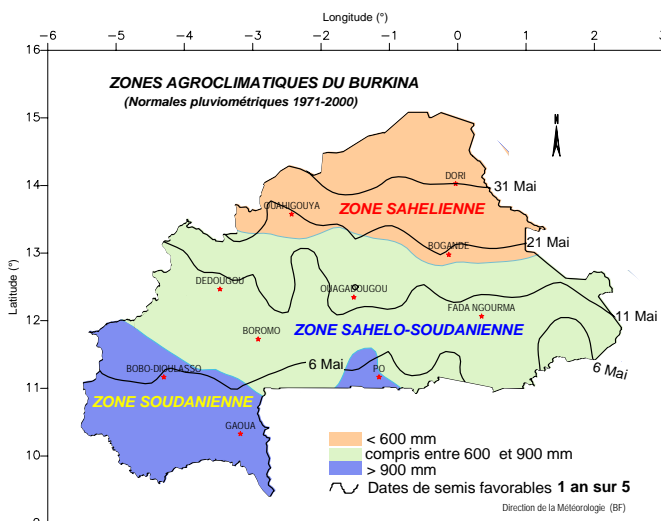 Longitude (°)
−6 −5 −4 −3 −2 −1 0 1 2 3
16
ZONES AGROCLIMATIQUES DU BURKINA
(Normales pluviométriques 1971-2000)
15
N
DORI
14
31 Mai
OUAHIGOUYA
ZONE SAHELIENNE
21 Mai
BOGANDE
13
Latitude (°)
DEDOUGOU
OUAGADOUGOU
FADA NGOURMA
11 Mai
12
BOROMO
ZONE SAHELO-SOUDANIENNE
6 Mai
BOBO-DIOULASSO
PO
6 Mai
11
ZONE SOUDANIENNE
GAOUA
< 600 mm
compris entre 600 et 900 mm
10
> 900 mm
Dates de semis favorables 1 an sur 5
Direction de la Météorologie (BF)